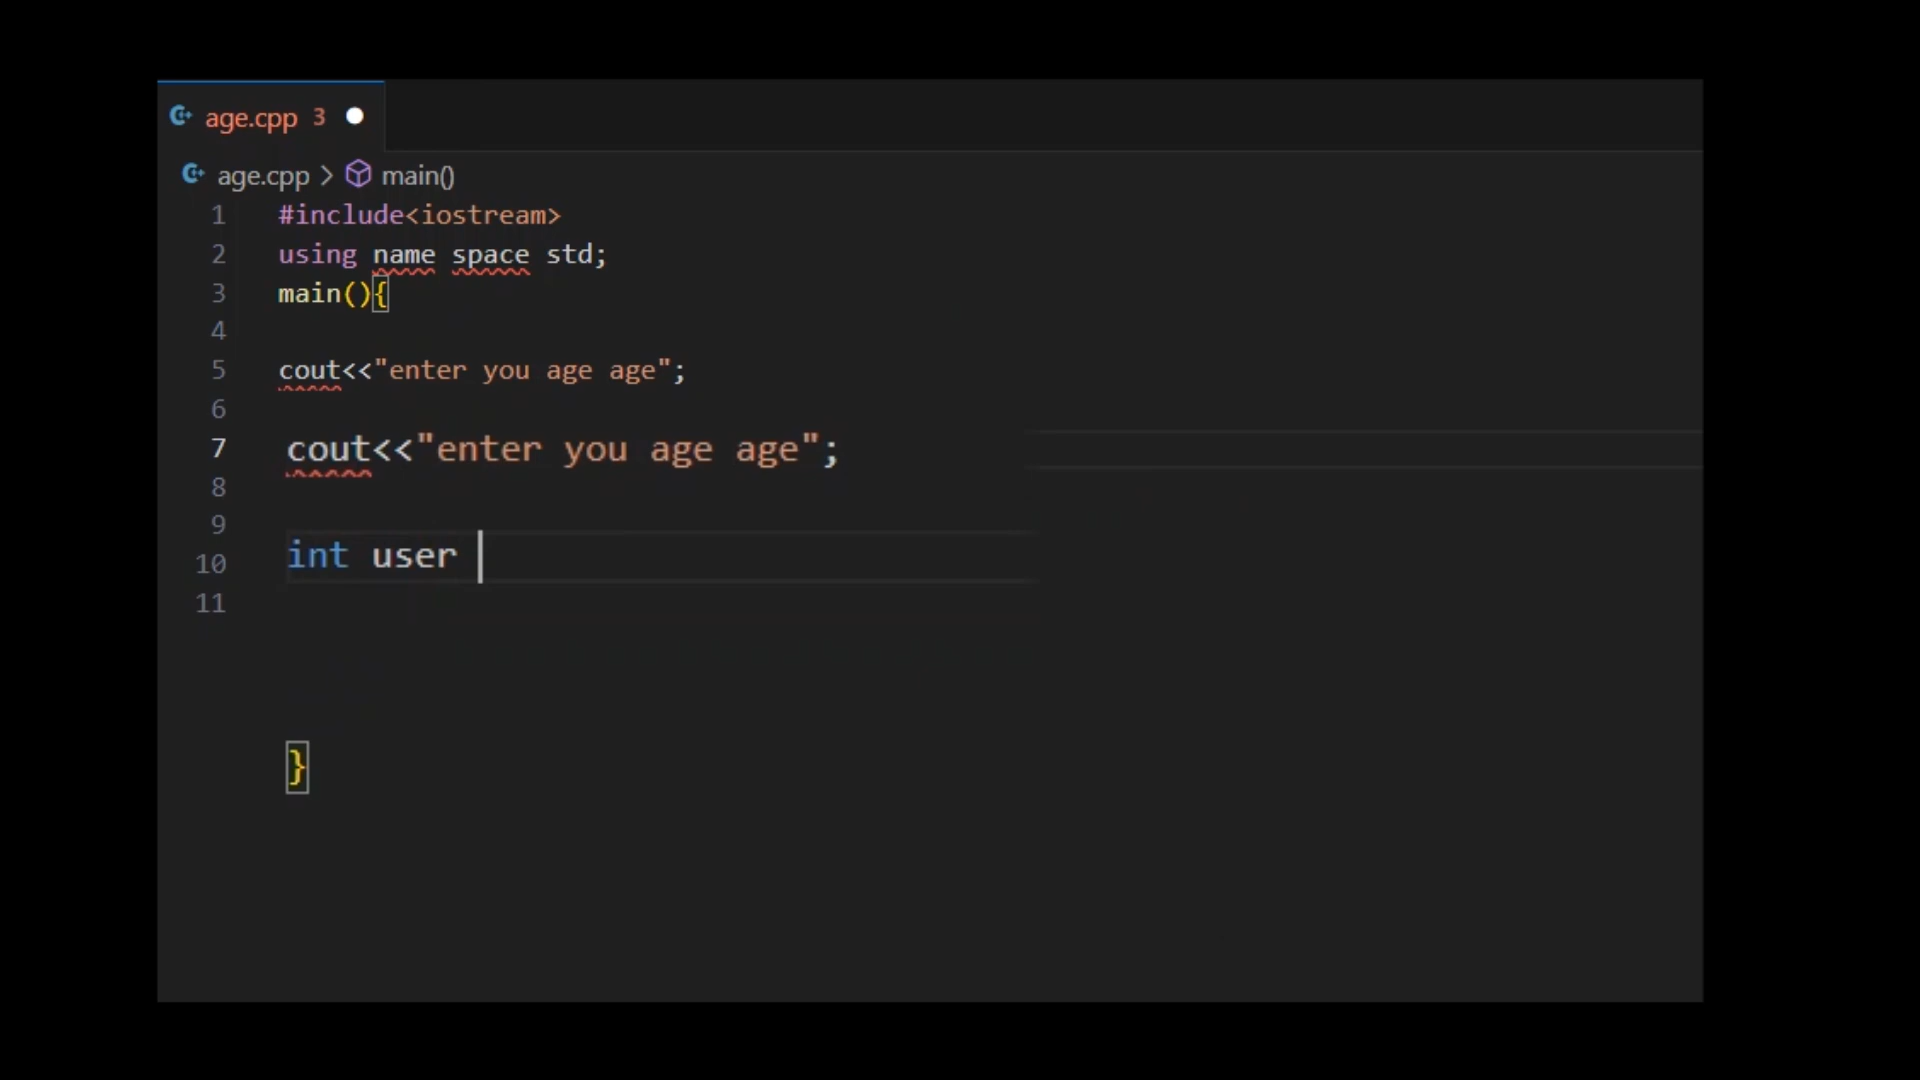 age.cpp 3
age.cpp > main()
1 #include<iostream>
2 using name space std;
3 main(){
4
5 cout<<"enter you age age";
6
7 cout<<"enter you age age";
8
9
10 int user
11
}